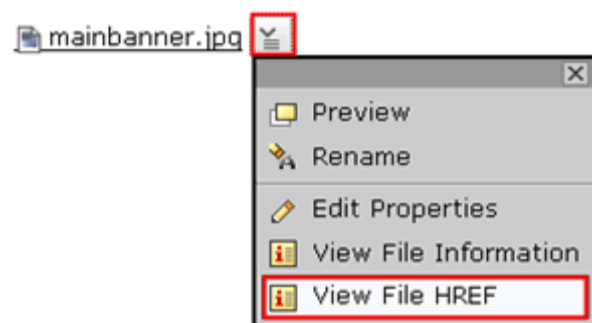 mainbanner.jpg
Preview
Rename
Edit Properties
View File Information
View File HREF